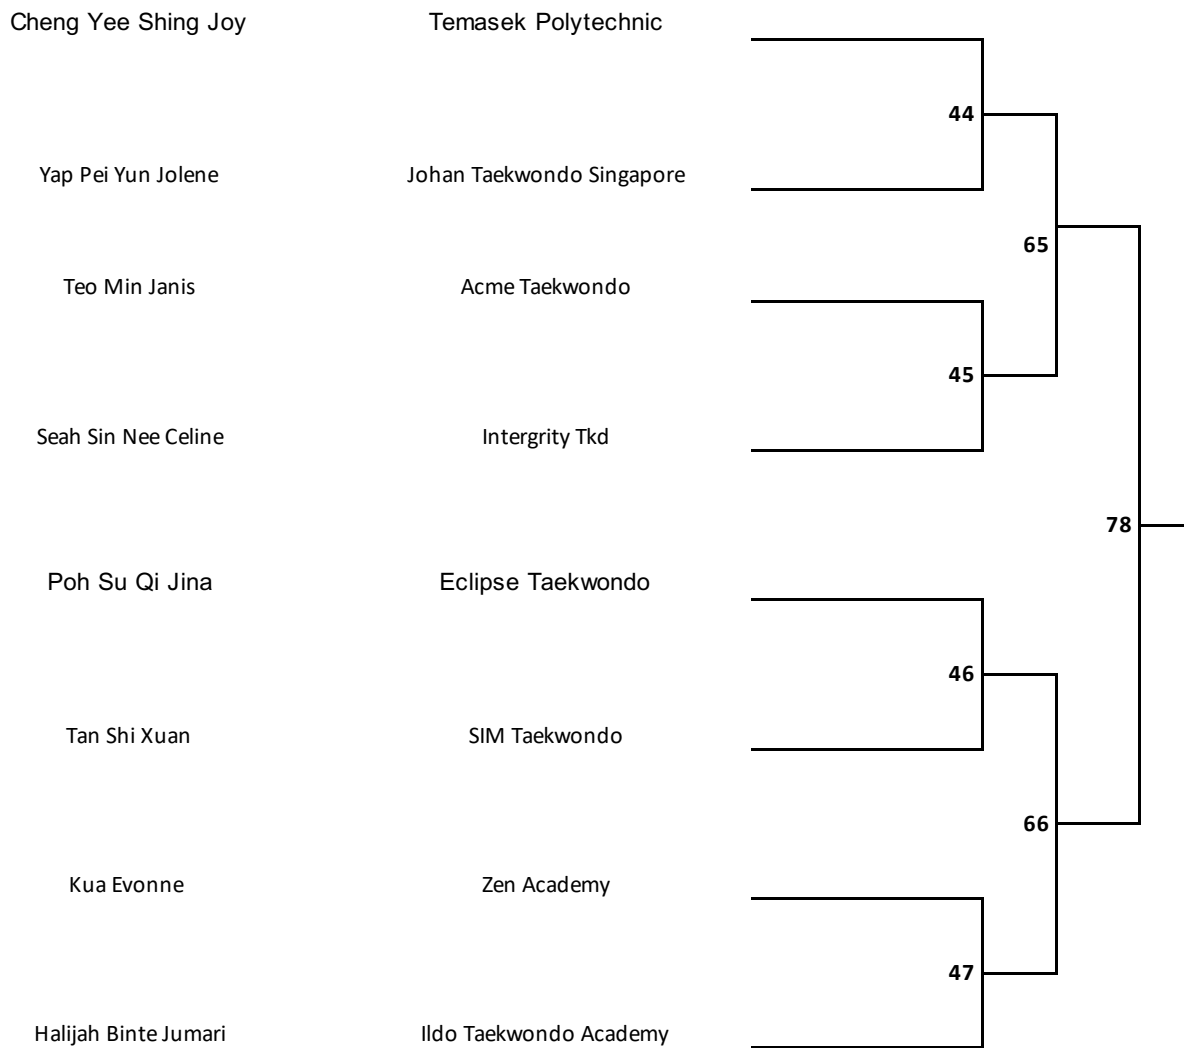 Cheng Yee Shing Joy Temasek Polytechnic
44
Yap Pei Yun Jolene Johan Taekwondo Singapore
65
Teo Min Janis Acme Taekwondo
45
Seah Sin Nee Celine Intergrity Tkd
78
Poh Su Qi Jina Eclipse Taekwondo
46
Tan Shi Xuan SIM Taekwondo
66
Kua Evonne Zen Academy
47
Halijah Binte Jumari Ildo Taekwondo Academy